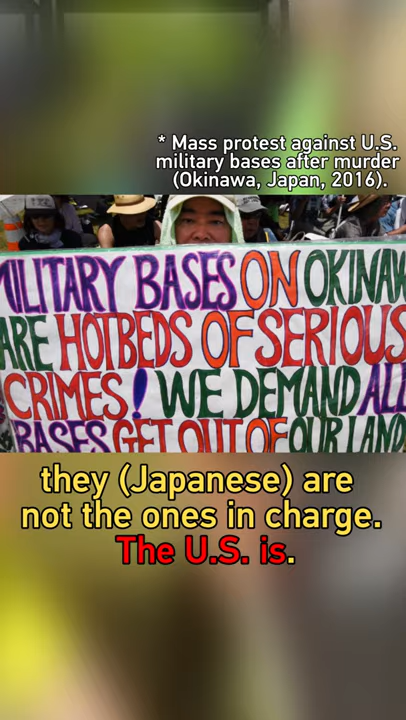 * Mass protest against U.S.
military bases after murder
(Okinawa, Japan, 2016).
MILITARY BASES ON OKINAW
ARE HOTBEDS OF SERIOUS
CRIMES! WE DEMAND ALL
BASES GET OUT OF OUR LAND
they (Japanese) are
not the ones in charge.
The U.S. is.